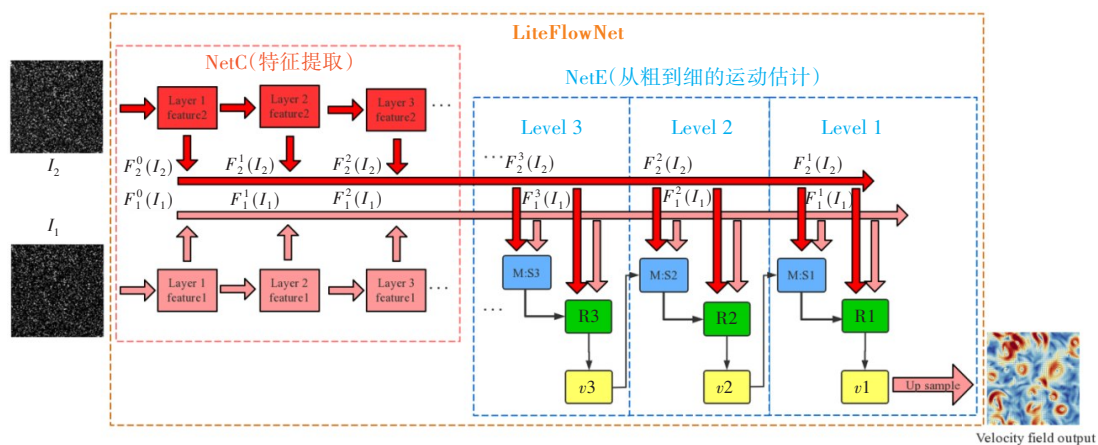 LiteFlowNet
NetC(特征提取)
NetE(从粗到细的运动估计)
Layer 1
feature2
Layer 2
feature2
Layer 3
feature2
···
Level 3
Level 2
Level 1
I₂
F₂⁰(I₂)
F₂¹(I₂)
F₂²(I₂)
···F₂³(I₂)
F₂²(I₂)
F₂¹(I₂)
F₁⁰(I₁)
F₁¹(I₁)
F₁²(I₁)
F₁³(I₁)
F₁²(I₁)
F₁¹(I₁)
I₁
Layer 1
feature1
Layer 2
feature1
Layer 3
feature1
···
M:S3
M:S2
M:S1
···
R3
R2
R1
v3
v2
v1
Up sample
Velocity field output